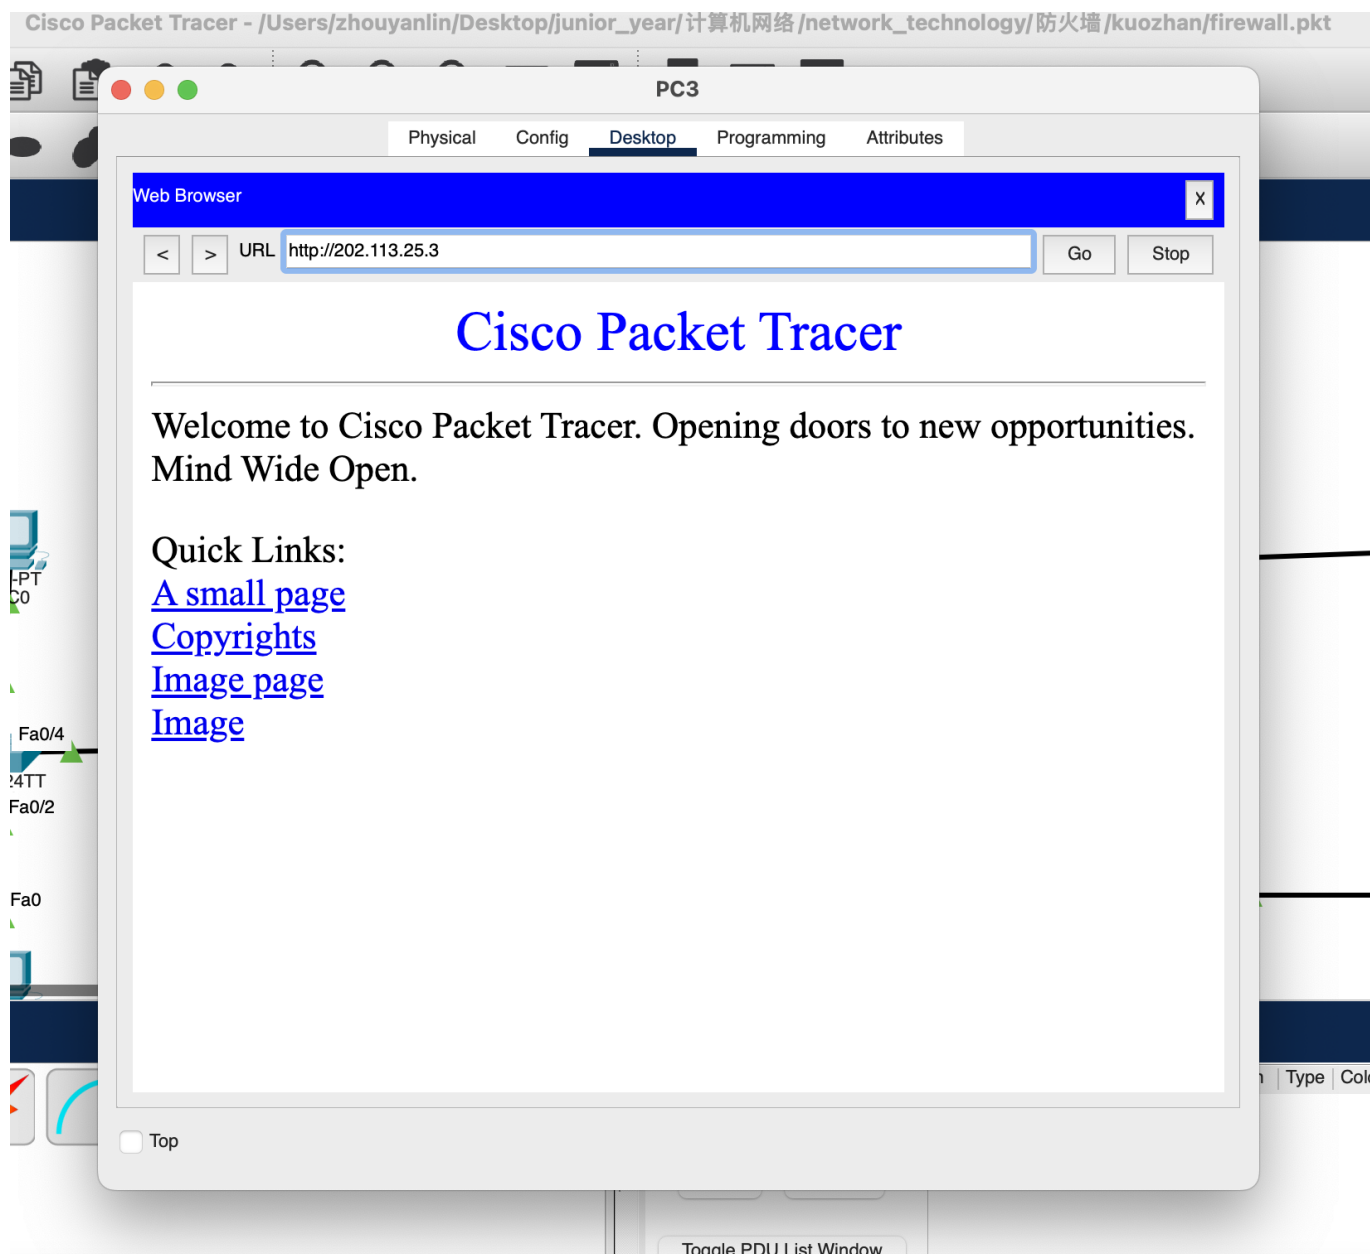 Cisco Packet Tracer - /Users/zhouyanlin/Desktop/junior_year/计算机网络/network_technology/防火墙/kuozhan/firewall.pkt
PC3
Physical Config Desktop Programming Attributes
Web Browser X
< > URL http://202.113.25.3 Go Stop
Cisco Packet Tracer
Welcome to Cisco Packet Tracer. Opening doors to new opportunities.
Mind Wide Open.
Quick Links:
A small page
Copyrights
Image page
Image
-PT
C0
Fa0/4
24TT
Fa0/2
Fa0
Type
Top
Toggle PDU List Window